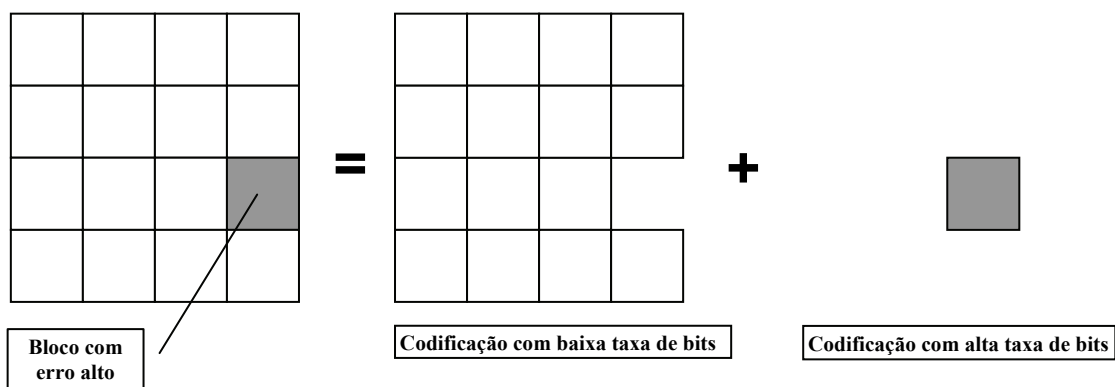 =
+
Bloco com
erro alto
Codificação com baixa taxa de bits
Codificação com alta taxa de bits